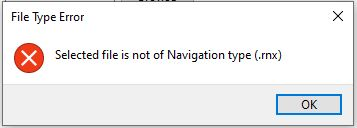 File Type Error
Selected file is not of Navigation type (.rnx)
OK